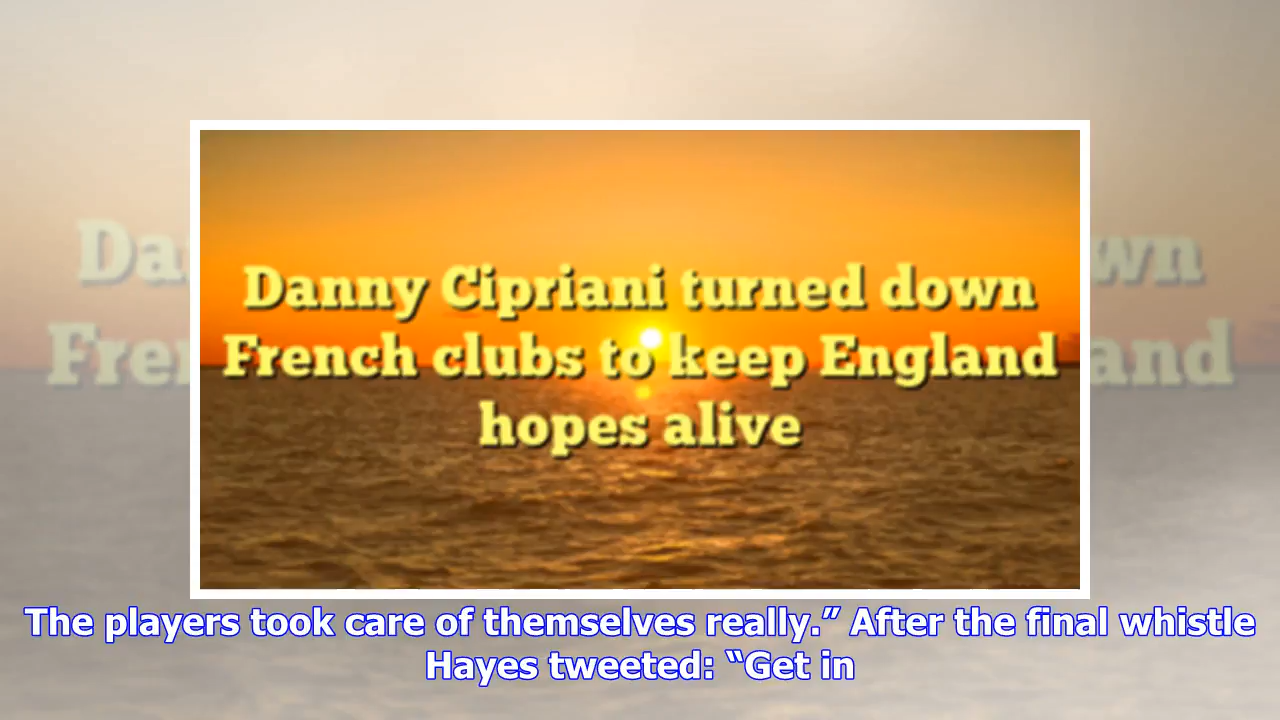 Danny Cipriani turned down
French clubs to keep England
hopes alive
The players took care of themselves really.” After the final whistle
Hayes tweeted: “Get in